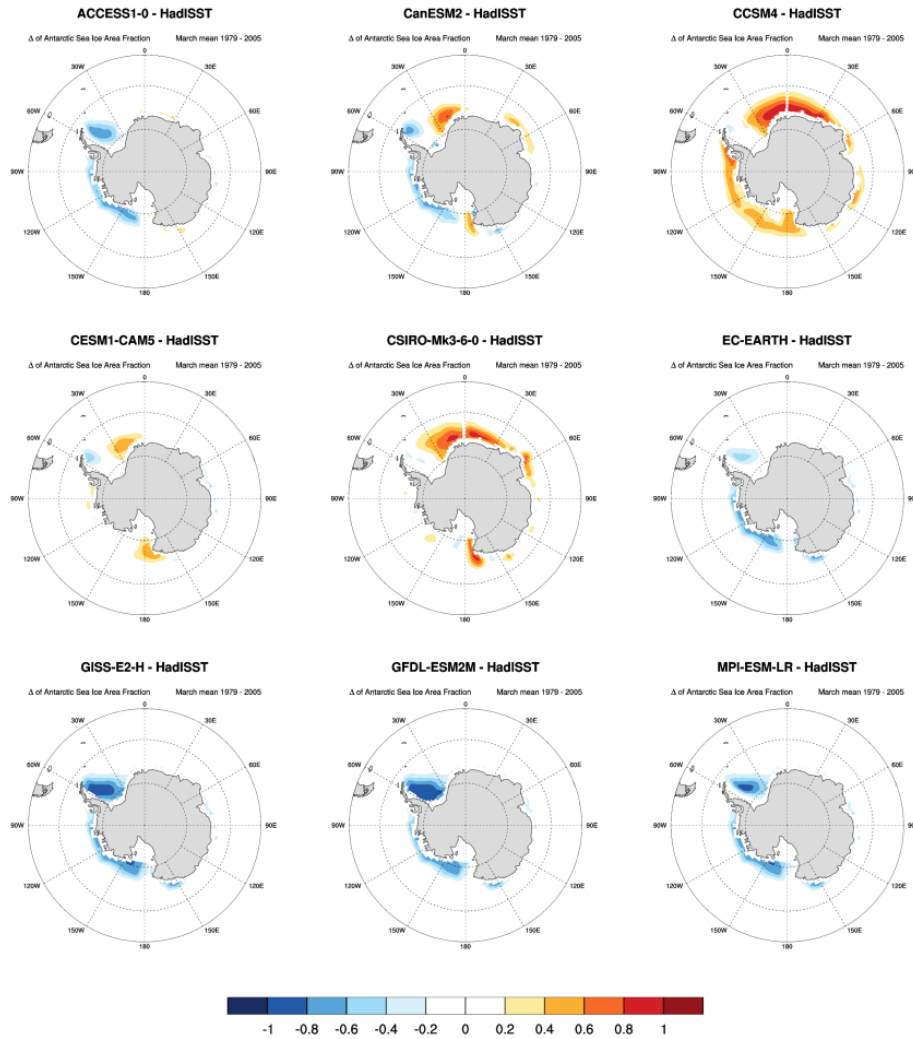 ACCESS1-0 - HadISST
Δ of Antarctic Sea Ice Area Fraction March mean 1979 - 2005
0
30W 30E
60W 60E
90W 90E
120W 120E
150W 150E
180
CanESM2 - HadISST
Δ of Antarctic Sea Ice Area Fraction March mean 1979 - 2005
0
30W 30E
60W 60E
90W 90E
120W 120E
150W 150E
180
CCSM4 - HadISST
Δ of Antarctic Sea Ice Area Fraction March mean 1979 - 2005
0
30W 30E
60W 60E
90W 90E
120W 120E
150W 150E
180
CESM1-CAM5 - HadISST
Δ of Antarctic Sea Ice Area Fraction March mean 1979 - 2005
0
30W 30E
60W 60E
90W 90E
120W 120E
150W 150E
180
CSIRO-Mk3-6-0 - HadISST
Δ of Antarctic Sea Ice Area Fraction March mean 1979 - 2005
0
30W 30E
60W 60E
90W 90E
120W 120E
150W 150E
180
EC-EARTH - HadISST
Δ of Antarctic Sea Ice Area Fraction March mean 1979 - 2005
0
30W 30E
60W 60E
90W 90E
120W 120E
150W 150E
180
GISS-E2-H - HadISST
Δ of Antarctic Sea Ice Area Fraction March mean 1979 - 2005
0
30W 30E
60W 60E
90W 90E
120W 120E
150W 150E
180
GFDL-ESM2M - HadISST
Δ of Antarctic Sea Ice Area Fraction March mean 1979 - 2005
0
30W 30E
60W 60E
90W 90E
120W 120E
150W 150E
180
MPI-ESM-LR - HadISST
Δ of Antarctic Sea Ice Area Fraction March mean 1979 - 2005
0
30W 30E
60W 60E
90W 90E
120W 120E
150W 150E
180
-1 -0.8 -0.6 -0.4 -0.2 0 0.2 0.4 0.6 0.8 1